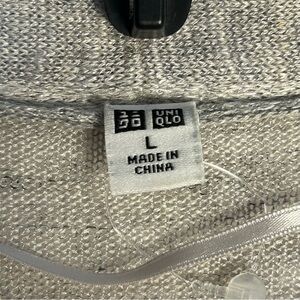 ユニ UNI
クロ QLO
L
MADE IN
CHINA